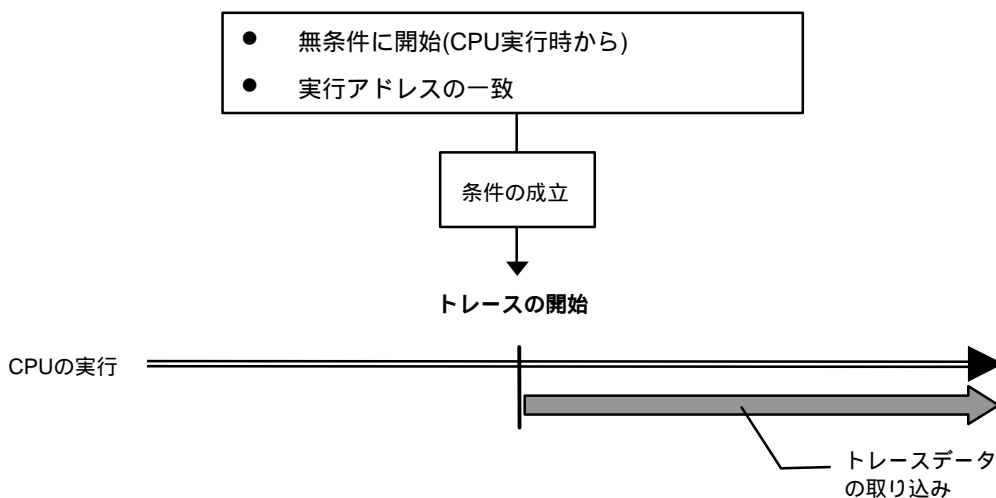 ● 無条件に開始(CPU実行時から)
● 実行アドレスの一致
条件の成立
トレースの開始
CPUの実行
トレースデータ
の取り込み